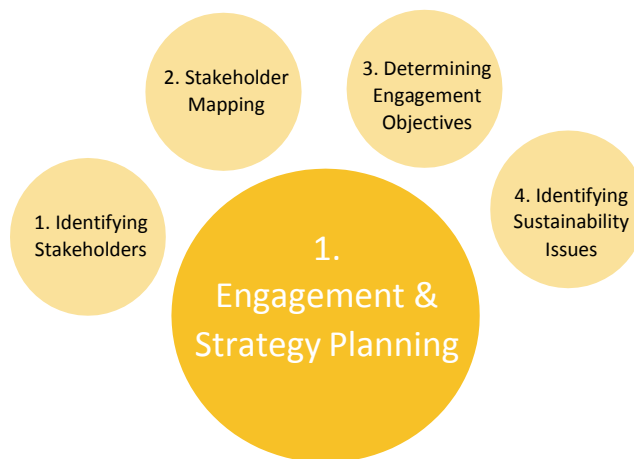 1. Identifying
Stakeholders
2. Stakeholder
Mapping
3. Determining
Engagement
Objectives
4. Identifying
Sustainability
Issues
1.
Engagement &
Strategy Planning